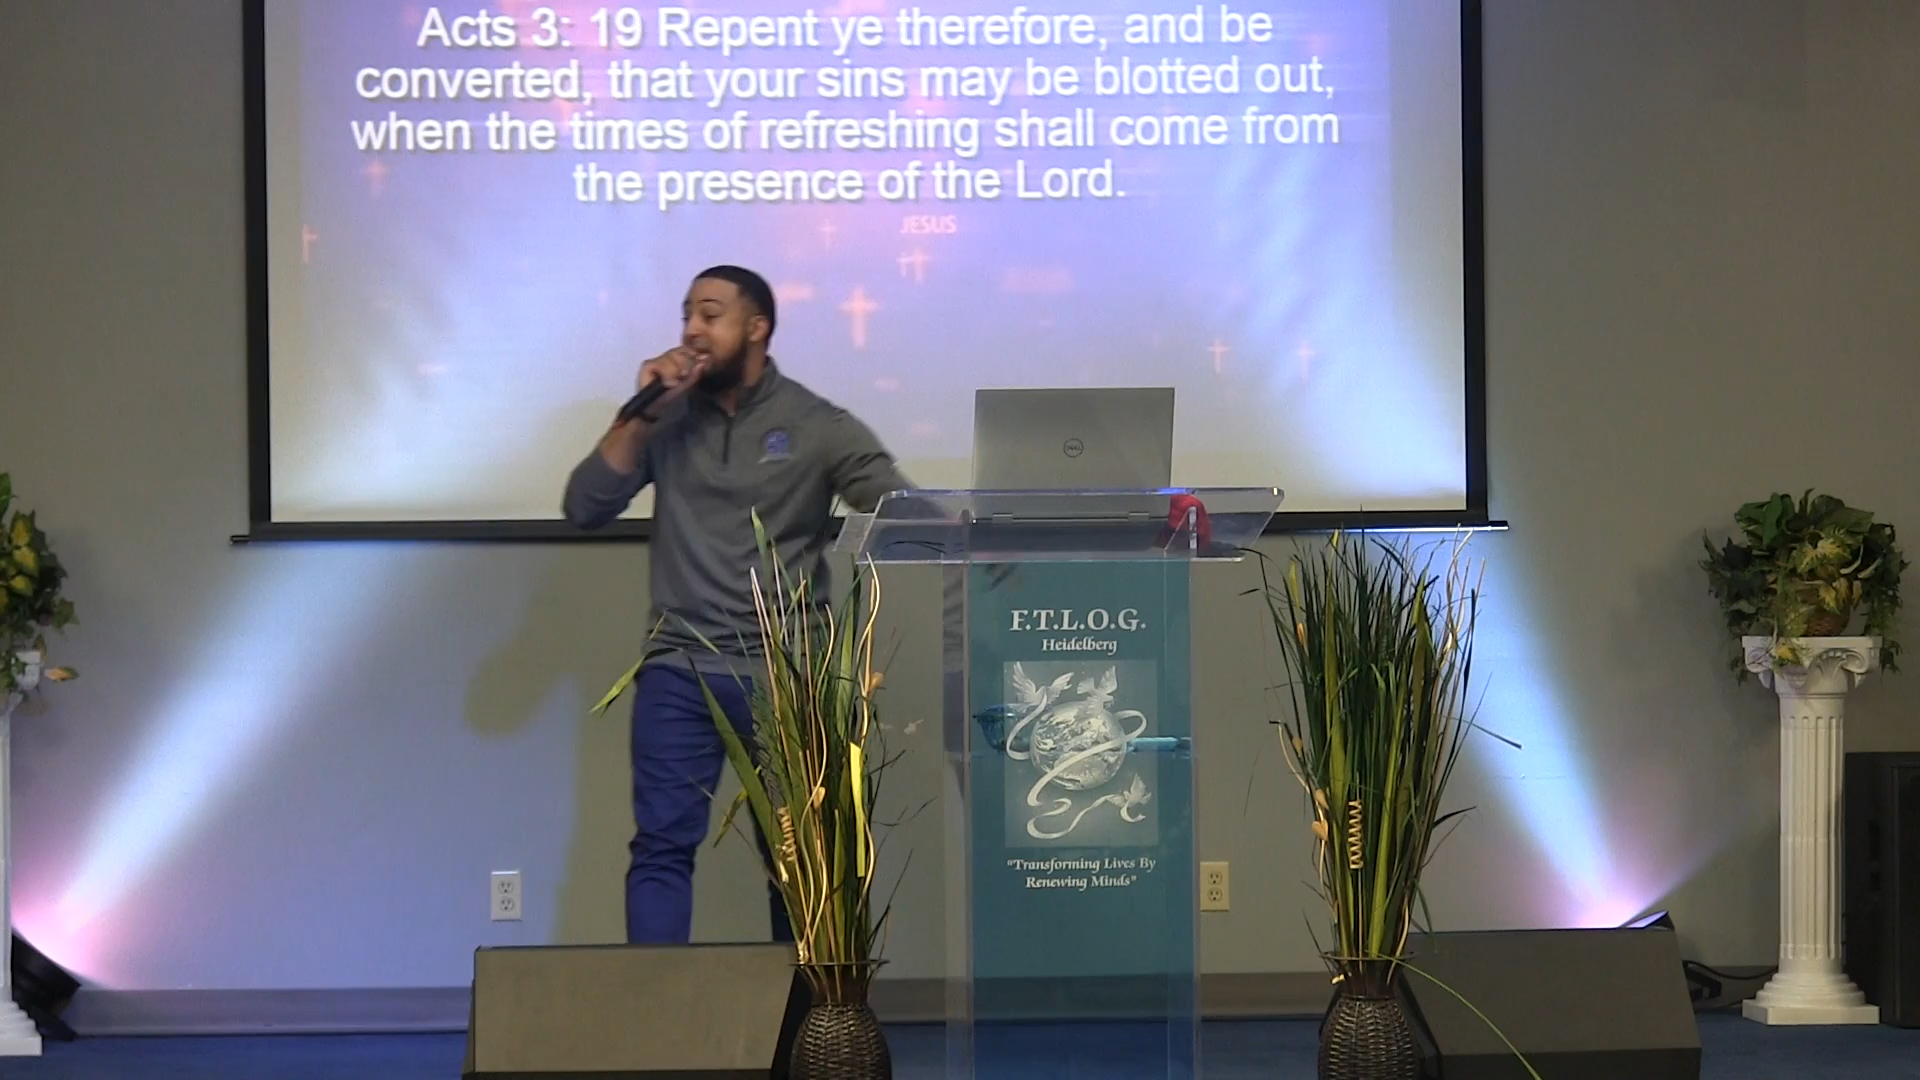 Acts 3: 19 Repent ye therefore, and be
converted, that your sins may be blotted out,
when the times of refreshing shall come from
the presence of the Lord.
JESUS
DELL
F.T.L.O.G.
Heidelberg
"Transforming Lives By
Renewing Minds"